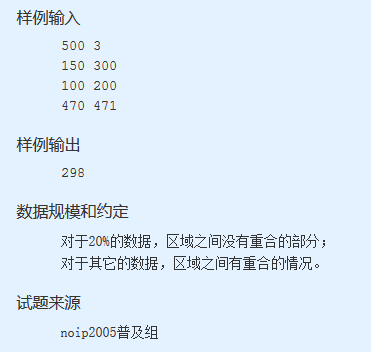 样例输入
500 3
150 300
100 200
470 471
样例输出
298
数据规模和约定
对于20%的数据，区域之间没有重合的部分；
对于其它的数据，区域之间有重合的情况。
试题来源
noip2005普及组